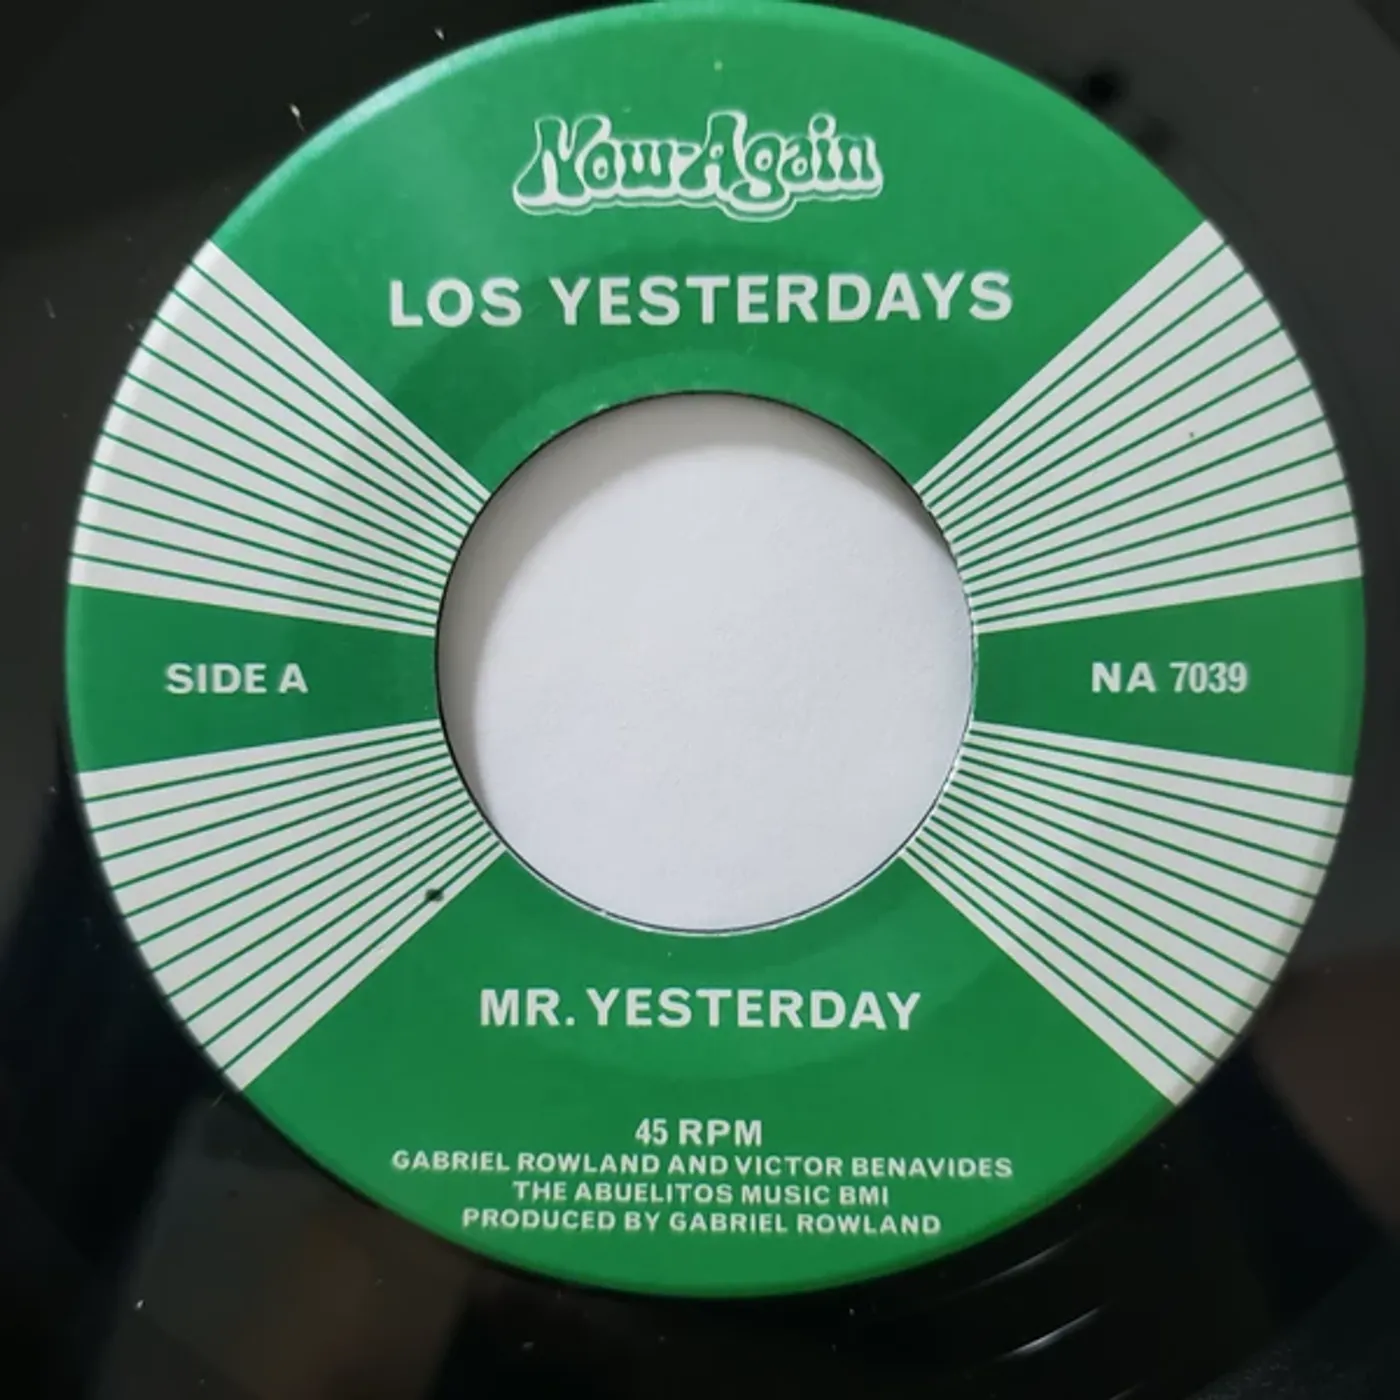 Now-Again
LOS YESTERDAYS
SIDE A
NA 7039
MR. YESTERDAY
45 RPM
GABRIEL ROWLAND AND VICTOR BENAVIDES
THE ABUELITOS MUSIC BMI
PRODUCED BY GABRIEL ROWLAND